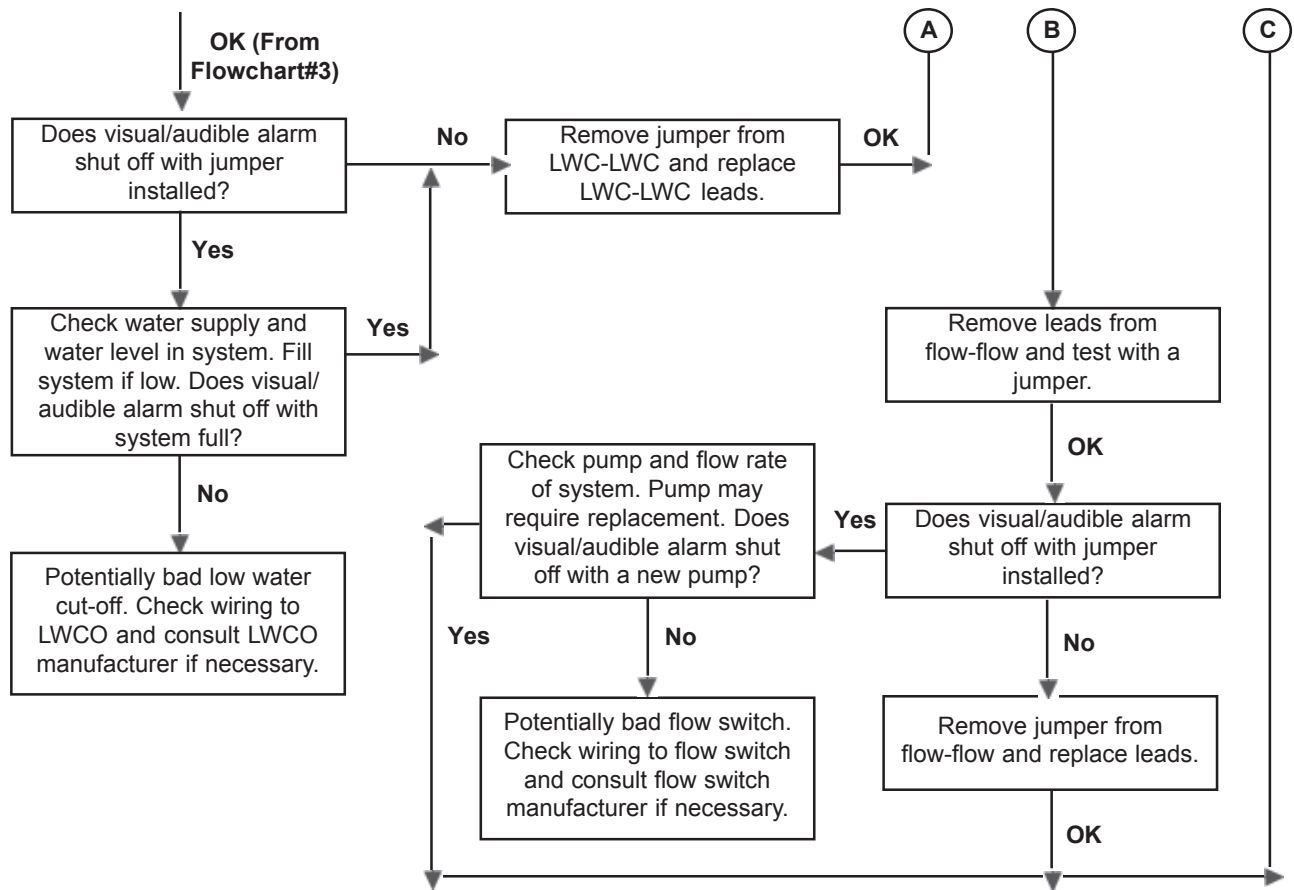 OK (From
Flowchart#3)
A
B
C
Does visual/audible alarm
shut off with jumper
installed?
No
Remove jumper from
LWC-LWC and replace
LWC-LWC leads.
OK
Yes
Check water supply and
water level in system. Fill
system if low. Does visual/
audible alarm shut off with
system full?
Yes
Remove leads from
flow-flow and test with a
jumper.
OK
No
Check pump and flow rate
of system. Pump may
require replacement. Does
visual/audible alarm shut
off with a new pump?
Yes
Does visual/audible alarm
shut off with jumper
installed?
Potentially bad low water
cut-off. Check wiring to
LWCO and consult LWCO
manufacturer if necessary.
Yes
No
No
Potentially bad flow switch.
Check wiring to flow switch
and consult flow switch
manufacturer if necessary.
Remove jumper from
flow-flow and replace leads.
OK